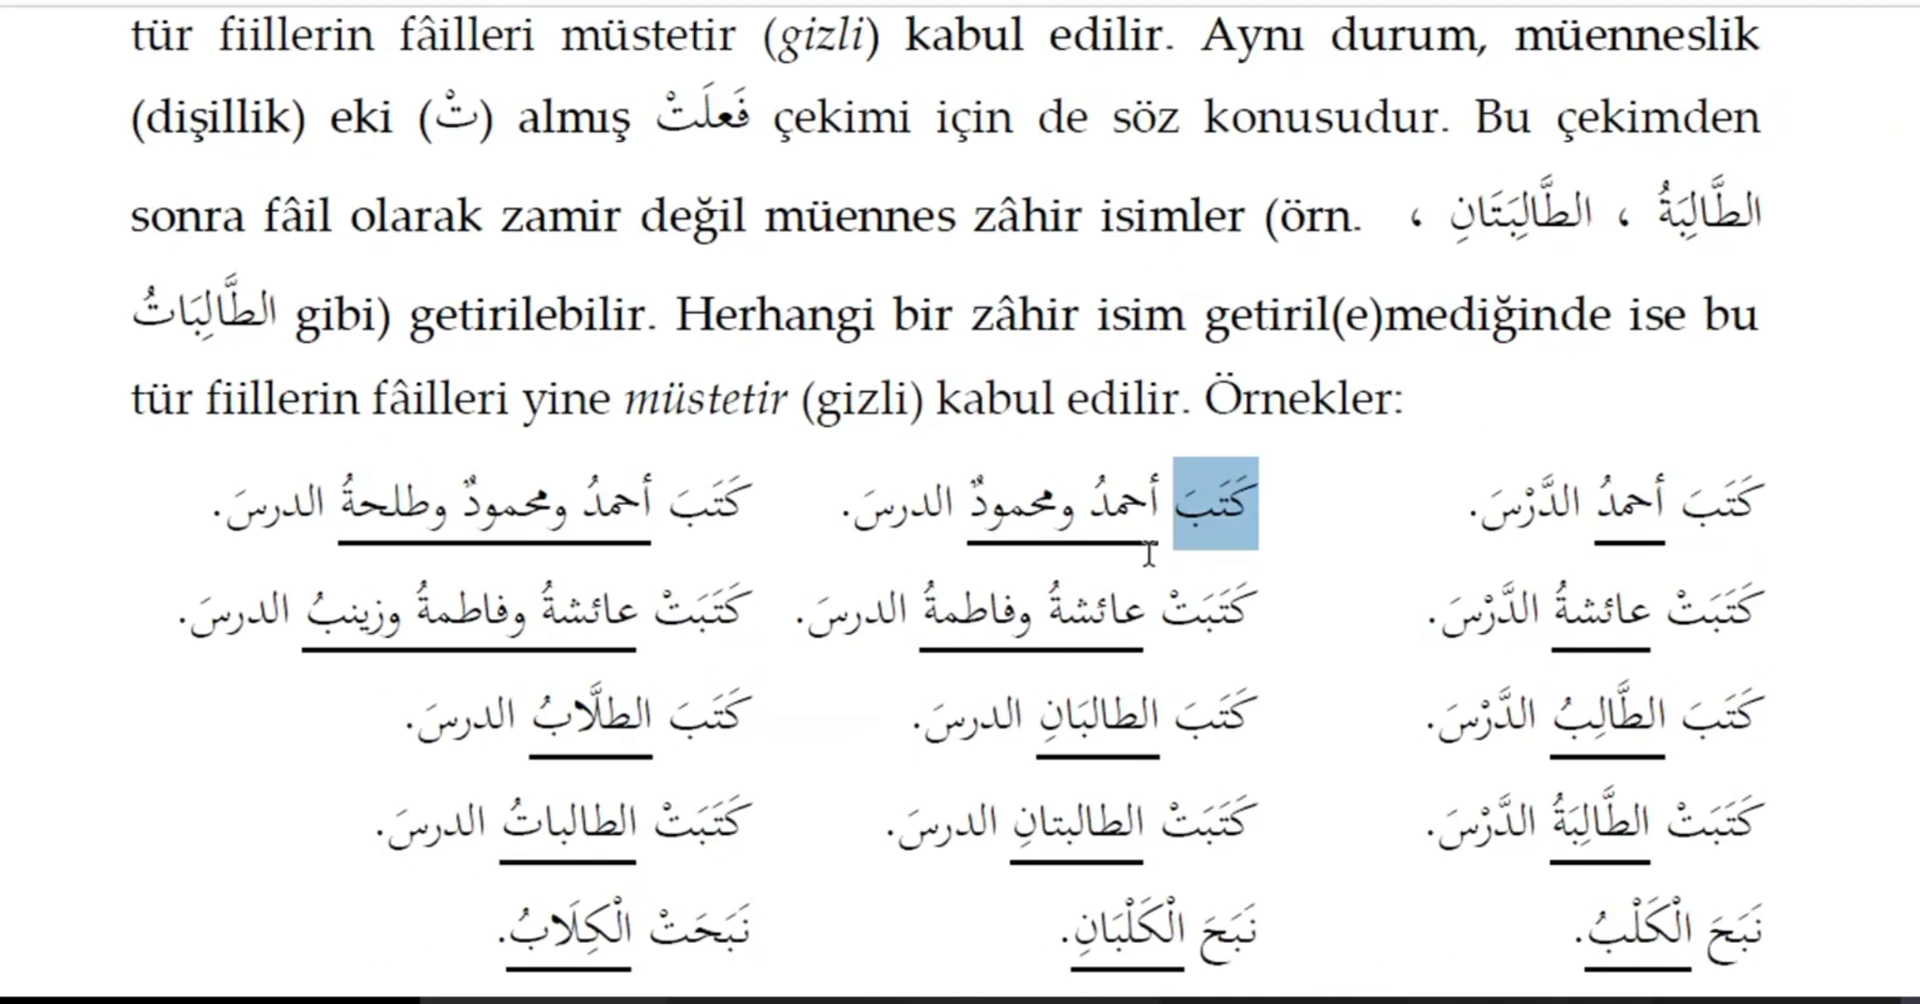 tür fiillerin fâilleri müstetir (gizli) kabul edilir. Aynı durum, müenneslik
(dişillik) eki (تْ) almış فَعلَتْ çekimi için de söz konusudur. Bu çekimden
sonra fâil olarak zamir değil müennes zâhir isimler (örn. الطَّالِبَةُ ، الطَّالِبَتَانِ ،
الطَّالِبَاتُ gibi) getirilebilir. Herhangi bir zâhir isim getiril(e)mediğinde ise bu
tür fiillerin fâilleri yine müstetir (gizli) kabul edilir. Örnekler:
كَتَبَ أحمدُ الدَّرْسَ. كَتَبَ أحمدُ ومحمودٌ الدرسَ. كَتَبَ أحمدُ ومحمودٌ وطلحةُ الدرسَ.
كَتَبَتْ عائشةُ الدَّرْسَ. كَتَبَتْ عائشةُ وفاطمةُ الدرسَ. كَتَبَتْ عائشةُ وفاطمةُ وزينبُ الدرسَ.
كَتَبَ الطَّالِبُ الدَّرْسَ. كَتَبَ الطالبَانِ الدرسَ. كَتَبَ الطلَّابُ الدرسَ.
كَتَبَتْ الطَّالِبَةُ الدَّرْسَ. كَتَبَتْ الطالبتانِ الدرسَ. كَتَبَتْ الطالباتُ الدرسَ.
نَبَحَ الْكَلْبُ. نَبَحَ الْكَلْبَانِ. نَبَحَتْ الْكِلَابُ.